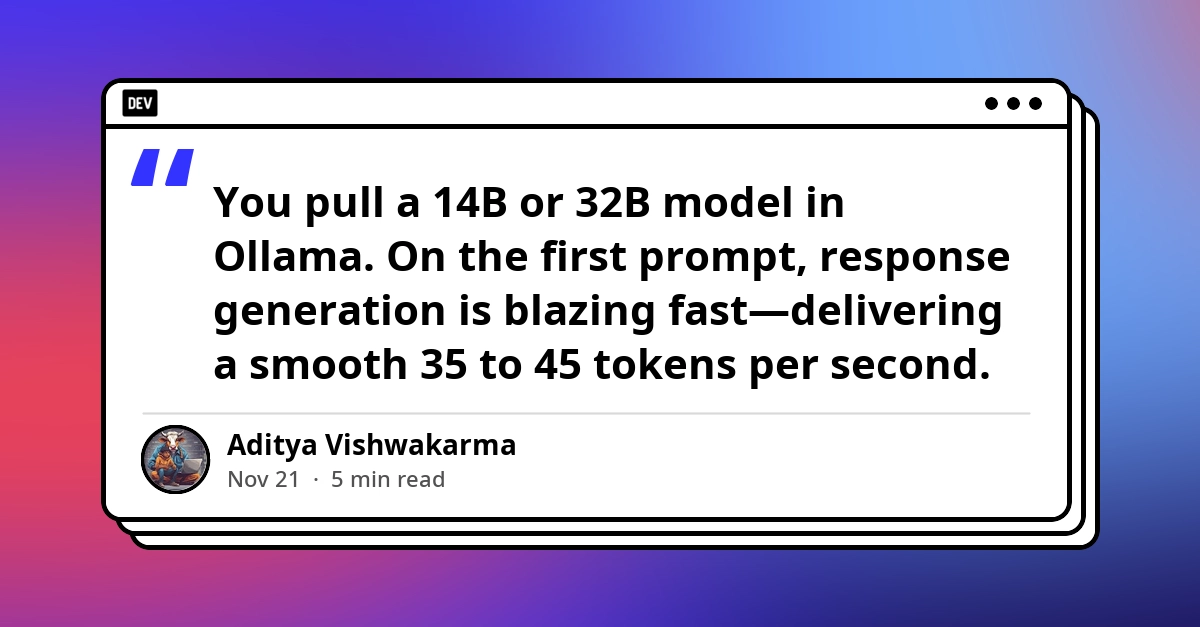 DEV
“
You pull a 14B or 32B model in
Ollama. On the first prompt, response
generation is blazing fast—delivering
a smooth 35 to 45 tokens per second.
Aditya Vishwakarma
Nov 21 · 5 min read